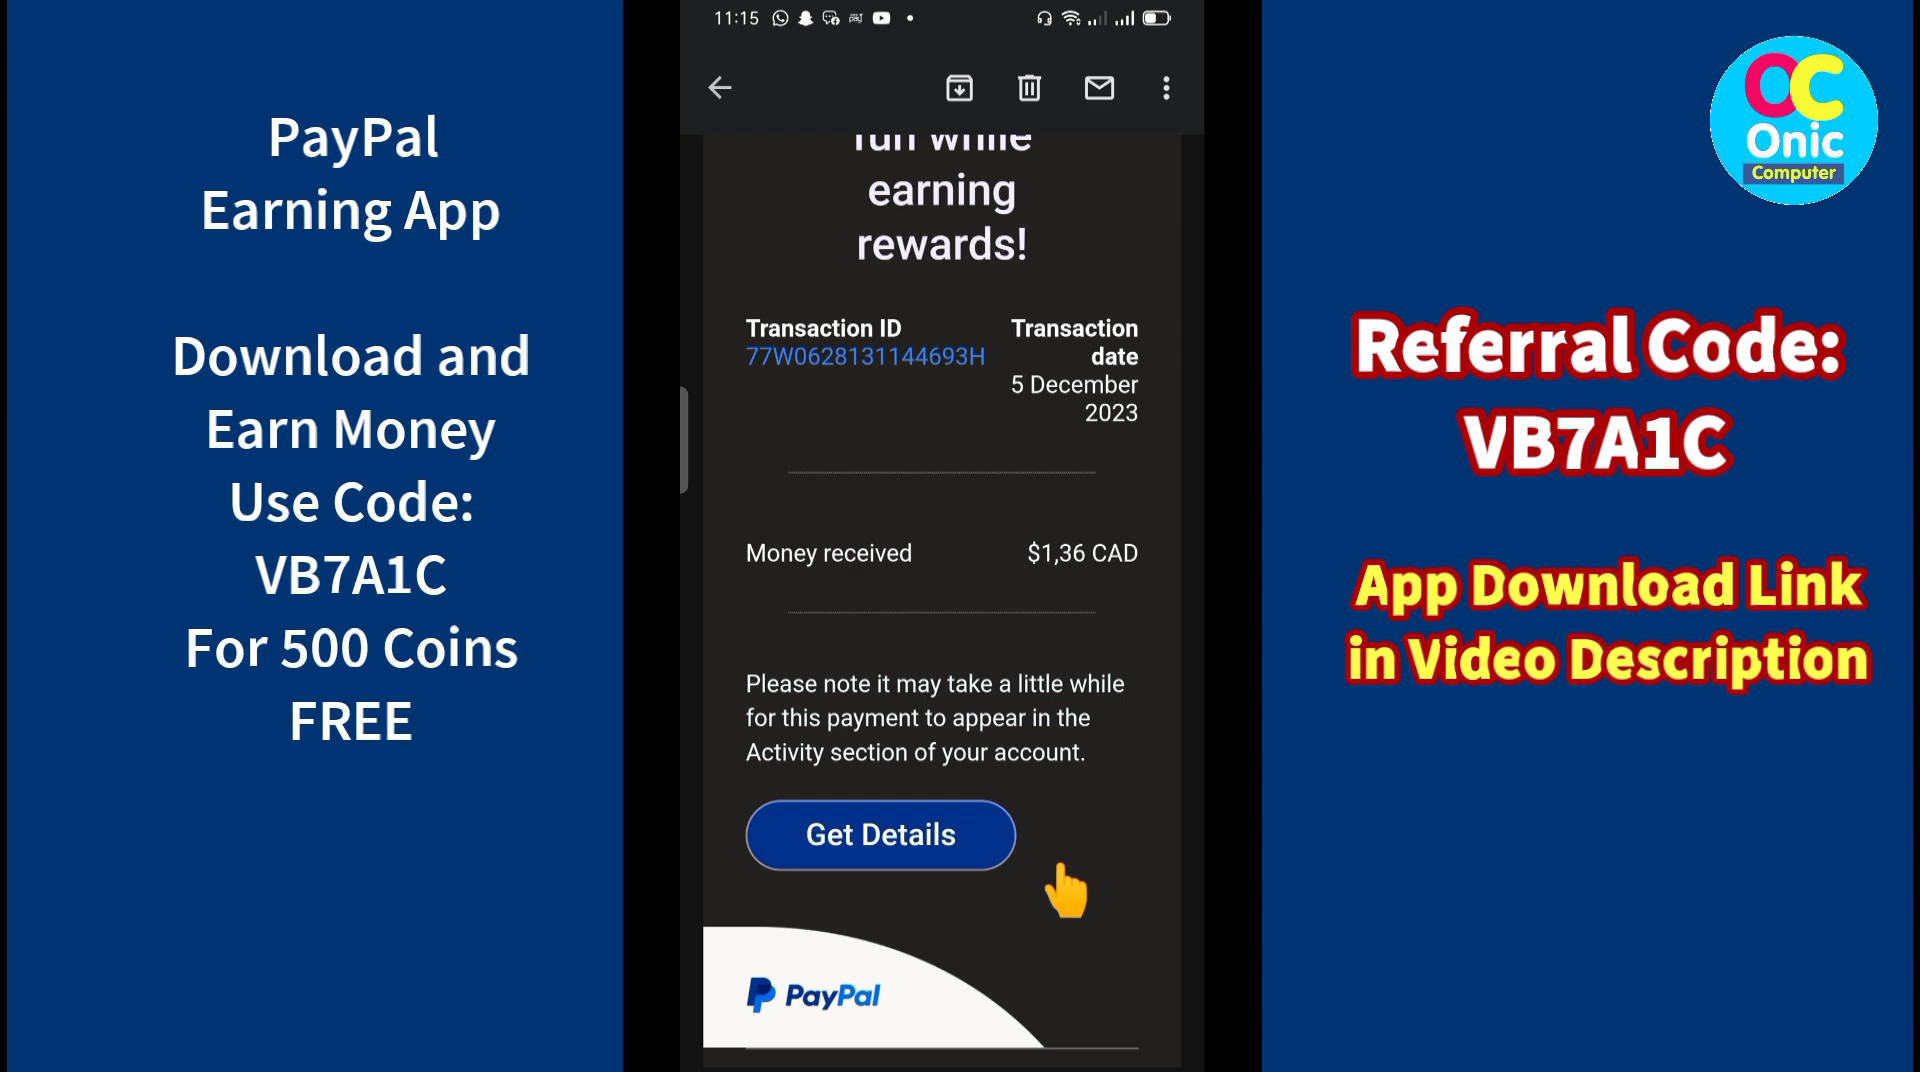 PayPal
Earning App
Download and
Earn Money
Use Code:
VB7A1C
For 500 Coins
FREE
11:15
fun while
earning
rewards!
Transaction ID
77W0628131144693H
Transaction
date
5 December
2023
Money received
$1,36 CAD
Please note it may take a little while
for this payment to appear in the
Activity section of your account.
Get Details
PayPal
OC
Onic
Computer
Referral Code:
VB7A1C
App Download Link
in Video Description